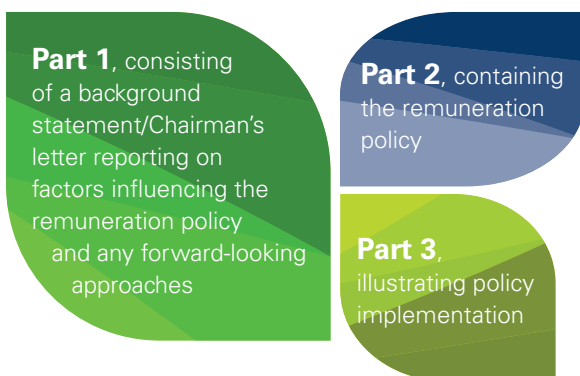 Part 1, consisting
of a background
statement/Chairman's
letter reporting on
factors influencing the
remuneration policy
and any forward-looking
approaches
Part 2, containing
the remuneration
policy
Part 3,
illustrating policy
implementation